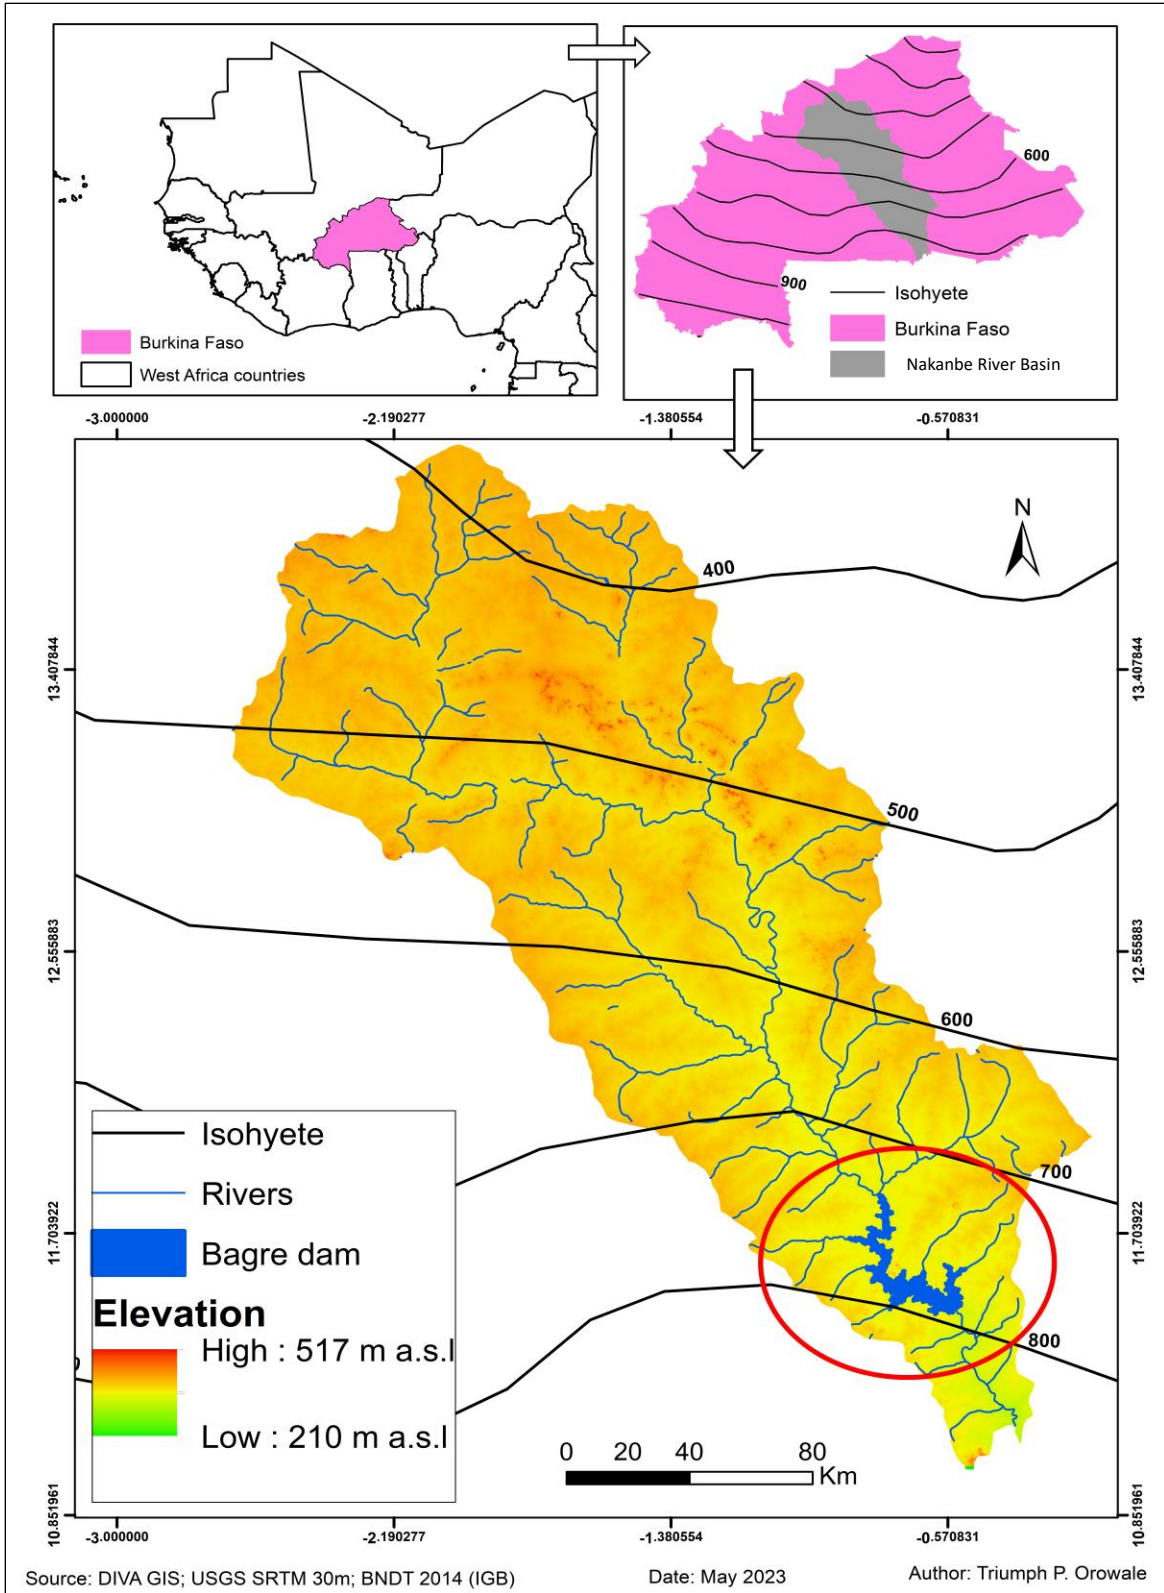 Burkina Faso
West Africa countries
600
900
Isohyete
Burkina Faso
Nakanbe River Basin
-3.000000
-2.190277
-1.380554
-0.570831
N
400
13.407844
13.407844
500
12.555883
12.555883
600
700
11.703922
11.703922
800
Isohyete
Rivers
Bagre dam
Elevation
High : 517 m a.s.l
Low : 210 m a.s.l
0 20 40 80
Km
10.851961
10.851961
-3.000000
-2.190277
-1.380554
-0.570831
Source: DIVA GIS; USGS SRTM 30m; BNDT 2014 (IGB)
Date: May 2023
Author: Triumph P. Orowale